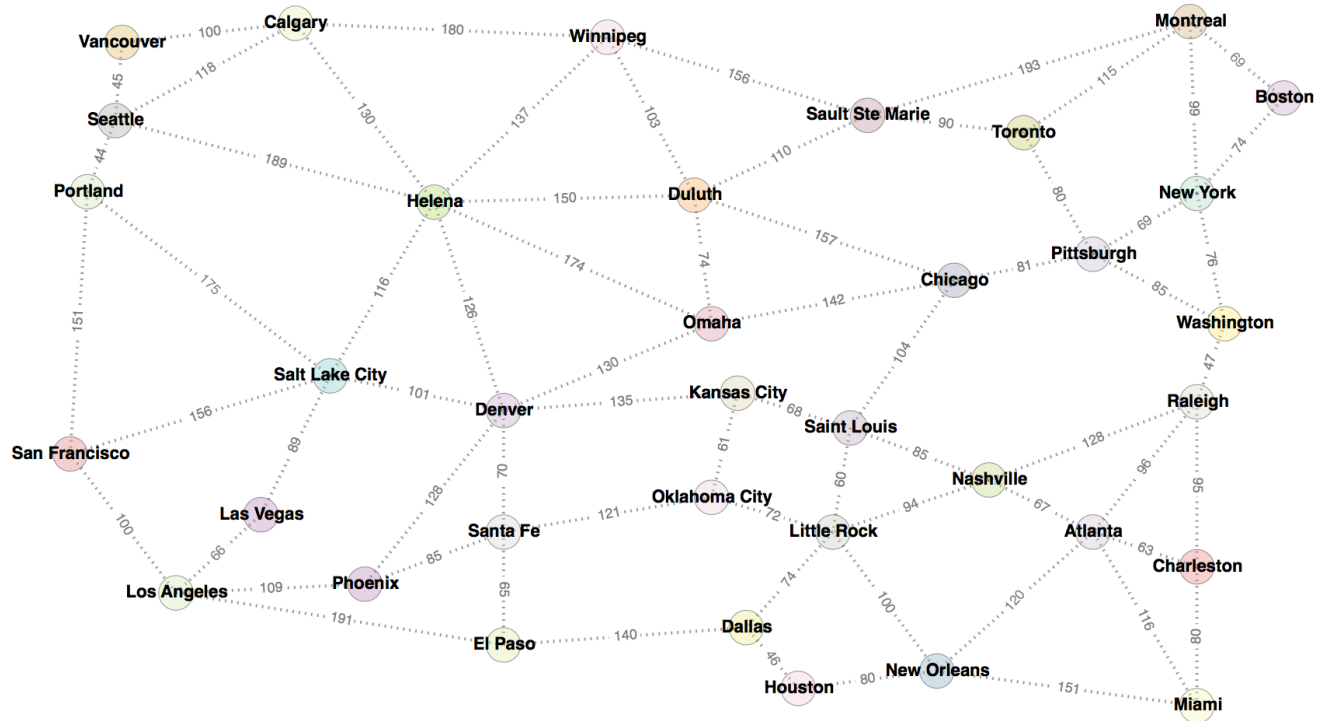 Vancouver
100
Calgary
180
Winnipeg
Montreal
45
118
130
137
103
156
193
115
69
Boston
Seattle
Sault Ste Marie
90
Toronto
99
74
44
189
110
Portland
Helena
150
Duluth
80
New York
69
175
116
126
174
74
157
Chicago
81
Pittsburgh
76
85
151
Omaha
142
Washington
130
104
47
Salt Lake City
101
Denver
135
Kansas City
68
Raleigh
156
89
61
Saint Louis
85
128
San Francisco
70
Nashville
96
95
100
Las Vegas
128
Oklahoma City
121
72
60
94
67
Santa Fe
Little Rock
Atlanta
66
85
63
Charleston
Los Angeles
109
Phoenix
65
74
100
120
116
80
191
El Paso
140
Dallas
46
Houston
80
New Orleans
151
Miami